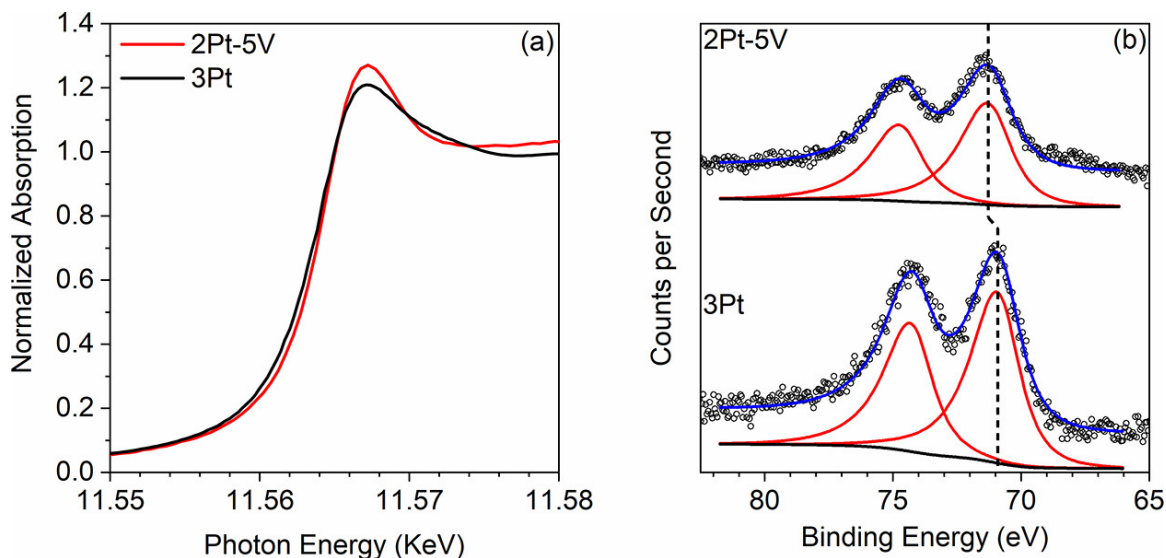 (a)
2Pt-5V
3Pt
1.4
1.2
1.0
0.8
0.6
0.4
0.2
0.0
Normalized Absorption
11.55
11.56
11.57
11.58
Photon Energy (KeV)
(b)
2Pt-5V
3Pt
Counts per Second
80
75
70
65
Binding Energy (eV)